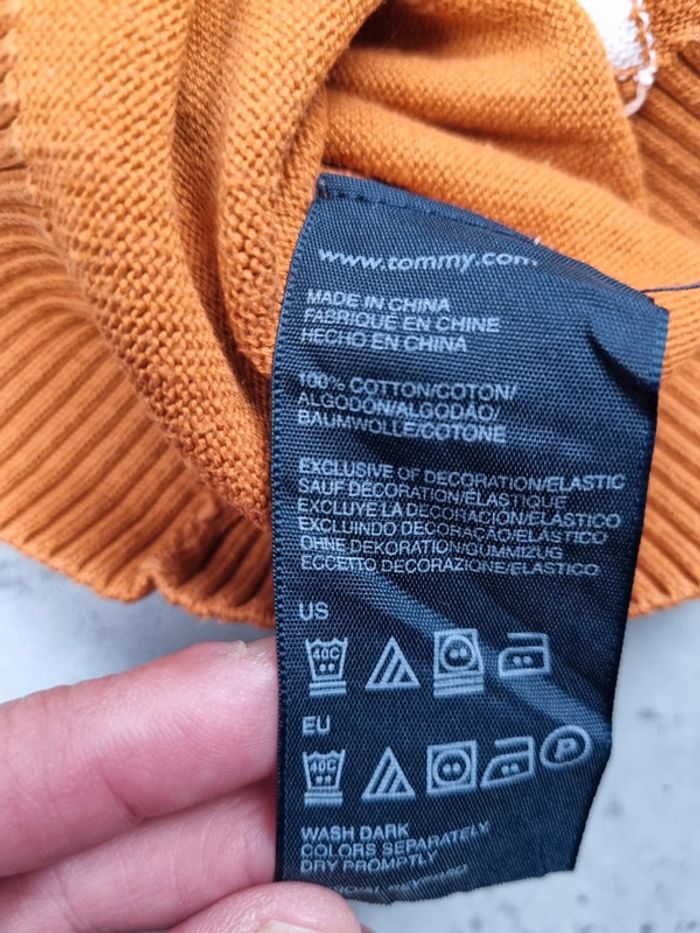 www.tommy.com
MADE IN CHINA
FABRIQUE EN CHINE
HECHO EN CHINA
100% COTTON/COTON/
ALGODÓN/ALGODÃO/
BAUMWOLLE/COTONE
EXCLUSIVE OF DECORATION/ELASTIC
SAUF DÉCORATION/ÉLASTIQUE
EXCLUYE LA DECORACIÓN/ELÁSTICO
EXCLUINDO DECORAÇÃO/ELÁSTICO
OHNE DEKORATION/GUMMIZUG
ECCETTO DECORAZIONE/ELASTICO
US
40C
EU
40C P
WASH DARK
COLORS SEPARATELY
DRY PROMPTLY